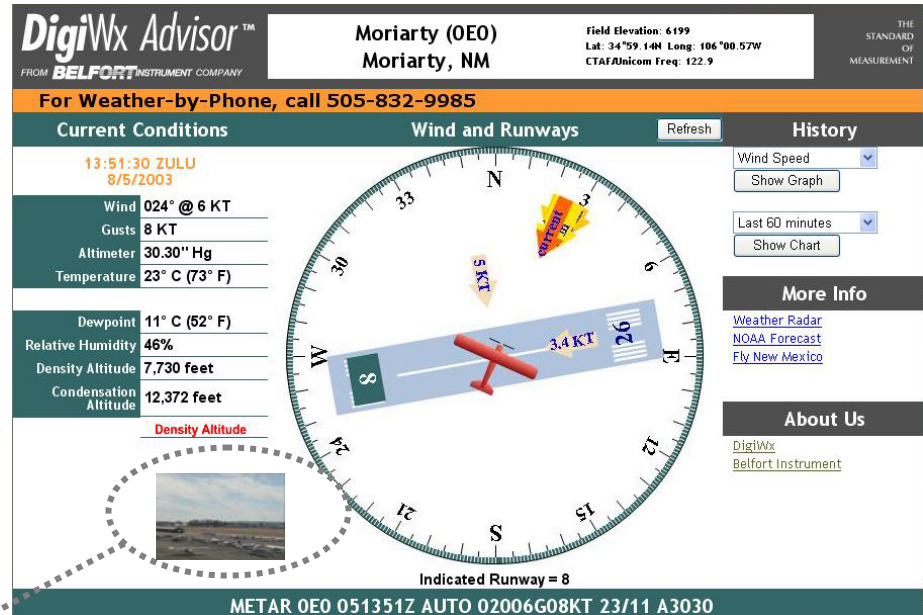 DigiWx Advisor™
FROM BELFORT INSTRUMENT COMPANY
Moriarty (0E0)
Moriarty, NM
Field Elevation: 6199
Lat: 34°59.14N Long: 106°00.57W
CTAF/Unicom Freq: 122.9
THE
STANDARD
OF
MEASUREMENT
For Weather-by-Phone, call 505-832-9985
Current Conditions
13:51:30 ZULU
8/5/2003
Wind 024° @ 6 KT
Gusts 8 KT
Altimeter 30.30'' Hg
Temperature 23° C (73° F)
Dewpoint 11° C (52° F)
Relative Humidity 46%
Density Altitude 7,730 feet
Condensation
Altitude 12,372 feet
Density Altitude
Wind and Runways
Refresh
N
33
3
current
30
6
5 KT
3.4 KT
26
W
E
8
24
12
21
15
S
Indicated Runway = 8
History
Wind Speed
Show Graph
Last 60 minutes
Show Chart
More Info
Weather Radar
NOAA Forecast
Fly New Mexico
About Us
DigiWx
Belfort Instrument
METAR 0E0 051351Z AUTO 02006G08KT 23/11 A3030